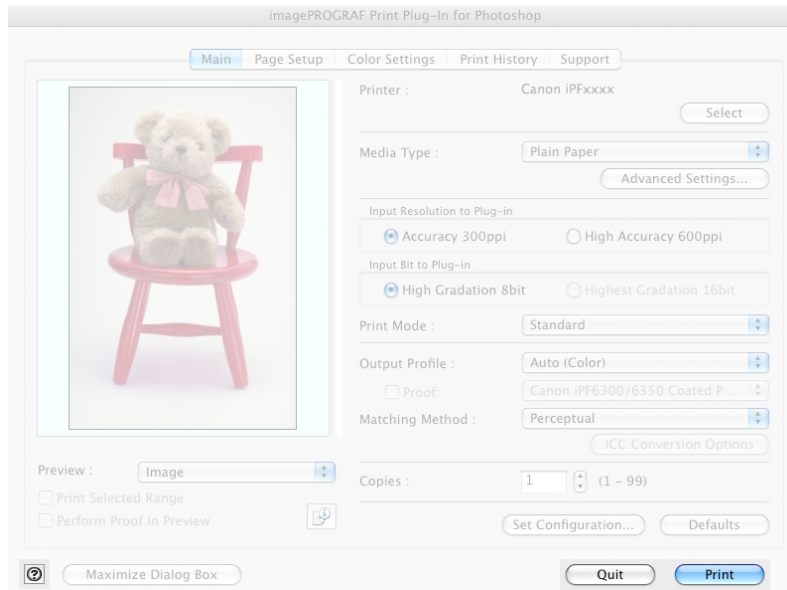 imagePROGRAF Print Plug-In for Photoshop
Main Page Setup Color Settings Print History Support
Printer : Canon iPFxxxx
Select
Media Type : Plain Paper
Advanced Settings...
Input Resolution to Plug-in
Accuracy 300ppi High Accuracy 600ppi
Input Bit to Plug-in
High Gradation 8bit Highest Gradation 16bit
Print Mode : Standard
Output Profile : Auto (Color)
Proof: Canon iPF6300/6350 Coated P...
Matching Method : Perceptual
ICC Conversion Options
Preview : Image
Print Selected Range
Perform Proof in Preview
Copies : 1 (1 - 99)
Set Configuration... Defaults
? Maximize Dialog Box Quit Print